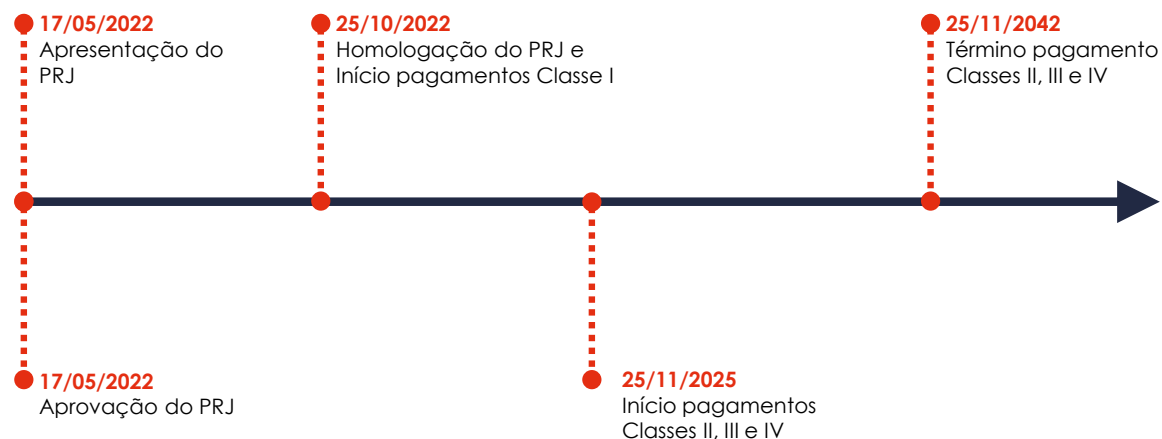 17/05/2022
Apresentação do
PRJ
25/10/2022
Homologação do PRJ e
Início pagamentos Classe I
25/11/2042
Término pagamento
Classes II, III e IV
17/05/2022
Aprovação do PRJ
25/11/2025
Início pagamentos
Classes II, III e IV